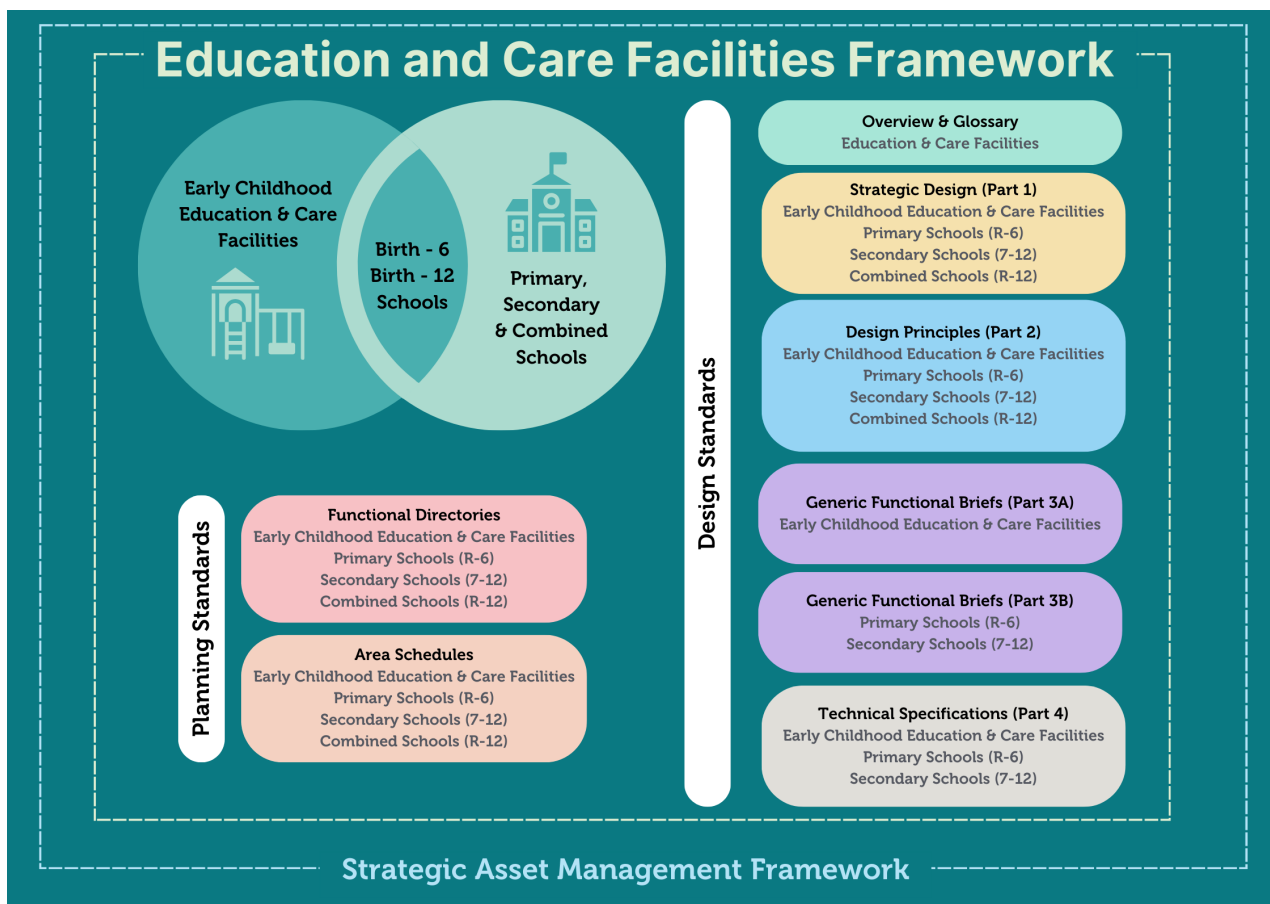 Education and Care Facilities Framework
Early Childhood
Education & Care
Facilities
Birth - 6
Birth - 12
Schools
Primary,
Secondary
& Combined
Schools
Planning Standards
Functional Directories
Early Childhood Education & Care Facilities
Primary Schools (R-6)
Secondary Schools (7-12)
Combined Schools (R-12)
Area Schedules
Early Childhood Education & Care Facilities
Primary Schools (R-6)
Secondary Schools (7-12)
Combined Schools (R-12)
Design Standards
Overview & Glossary
Education & Care Facilities
Strategic Design (Part 1)
Early Childhood Education & Care Facilities
Primary Schools (R-6)
Secondary Schools (7-12)
Combined Schools (R-12)
Design Principles (Part 2)
Early Childhood Education & Care Facilities
Primary Schools (R-6)
Secondary Schools (7-12)
Combined Schools (R-12)
Generic Functional Briefs (Part 3A)
Early Childhood Education & Care Facilities
Generic Functional Briefs (Part 3B)
Primary Schools (R-6)
Secondary Schools (7-12)
Technical Specifications (Part 4)
Early Childhood Education & Care Facilities
Primary Schools (R-6)
Secondary Schools (7-12)
Strategic Asset Management Framework